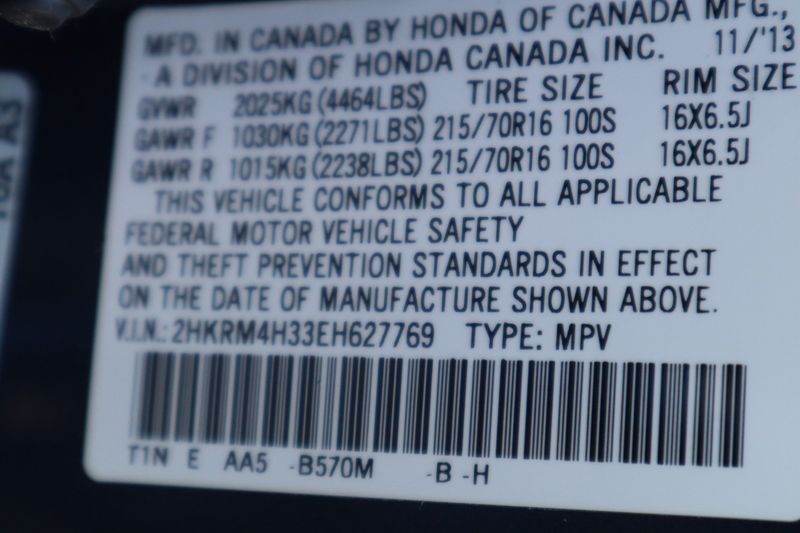 MFD. IN CANADA BY HONDA OF CANADA MFG.,
A DIVISION OF HONDA CANADA INC. 11/'13
GVWR 2025KG (4464LBS) TIRE SIZE RIM SIZE
GAWR F 1030KG (2271LBS) 215/70R16 100S 16X6.5J
GAWR R 1015KG (2238LBS) 215/70R16 100S 16X6.5J
THIS VEHICLE CONFORMS TO ALL APPLICABLE
FEDERAL MOTOR VEHICLE SAFETY
AND THEFT PREVENTION STANDARDS IN EFFECT
ON THE DATE OF MANUFACTURE SHOWN ABOVE.
V.I.N.: 2HKRM4H33EH627769 TYPE: MPV
T1N E AA5 -B570M -B -H